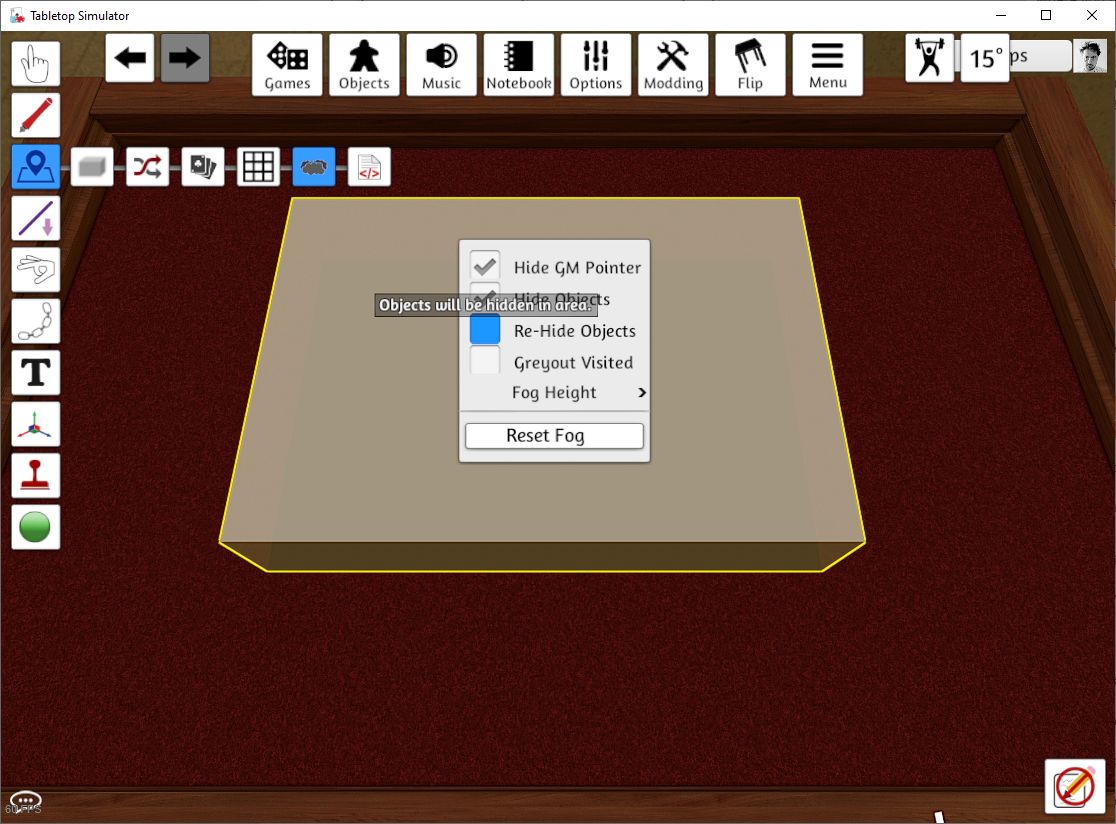 Tabletop Simulator
Games
Objects
Music
Notebook
Options
Modding
Flip
Menu
15°
ps
</>
T
Hide GM Pointer
Hide Objects
Objects will be hidden in area.
Re-Hide Objects
Greyout Visited
Fog Height
Reset Fog
60 FPS